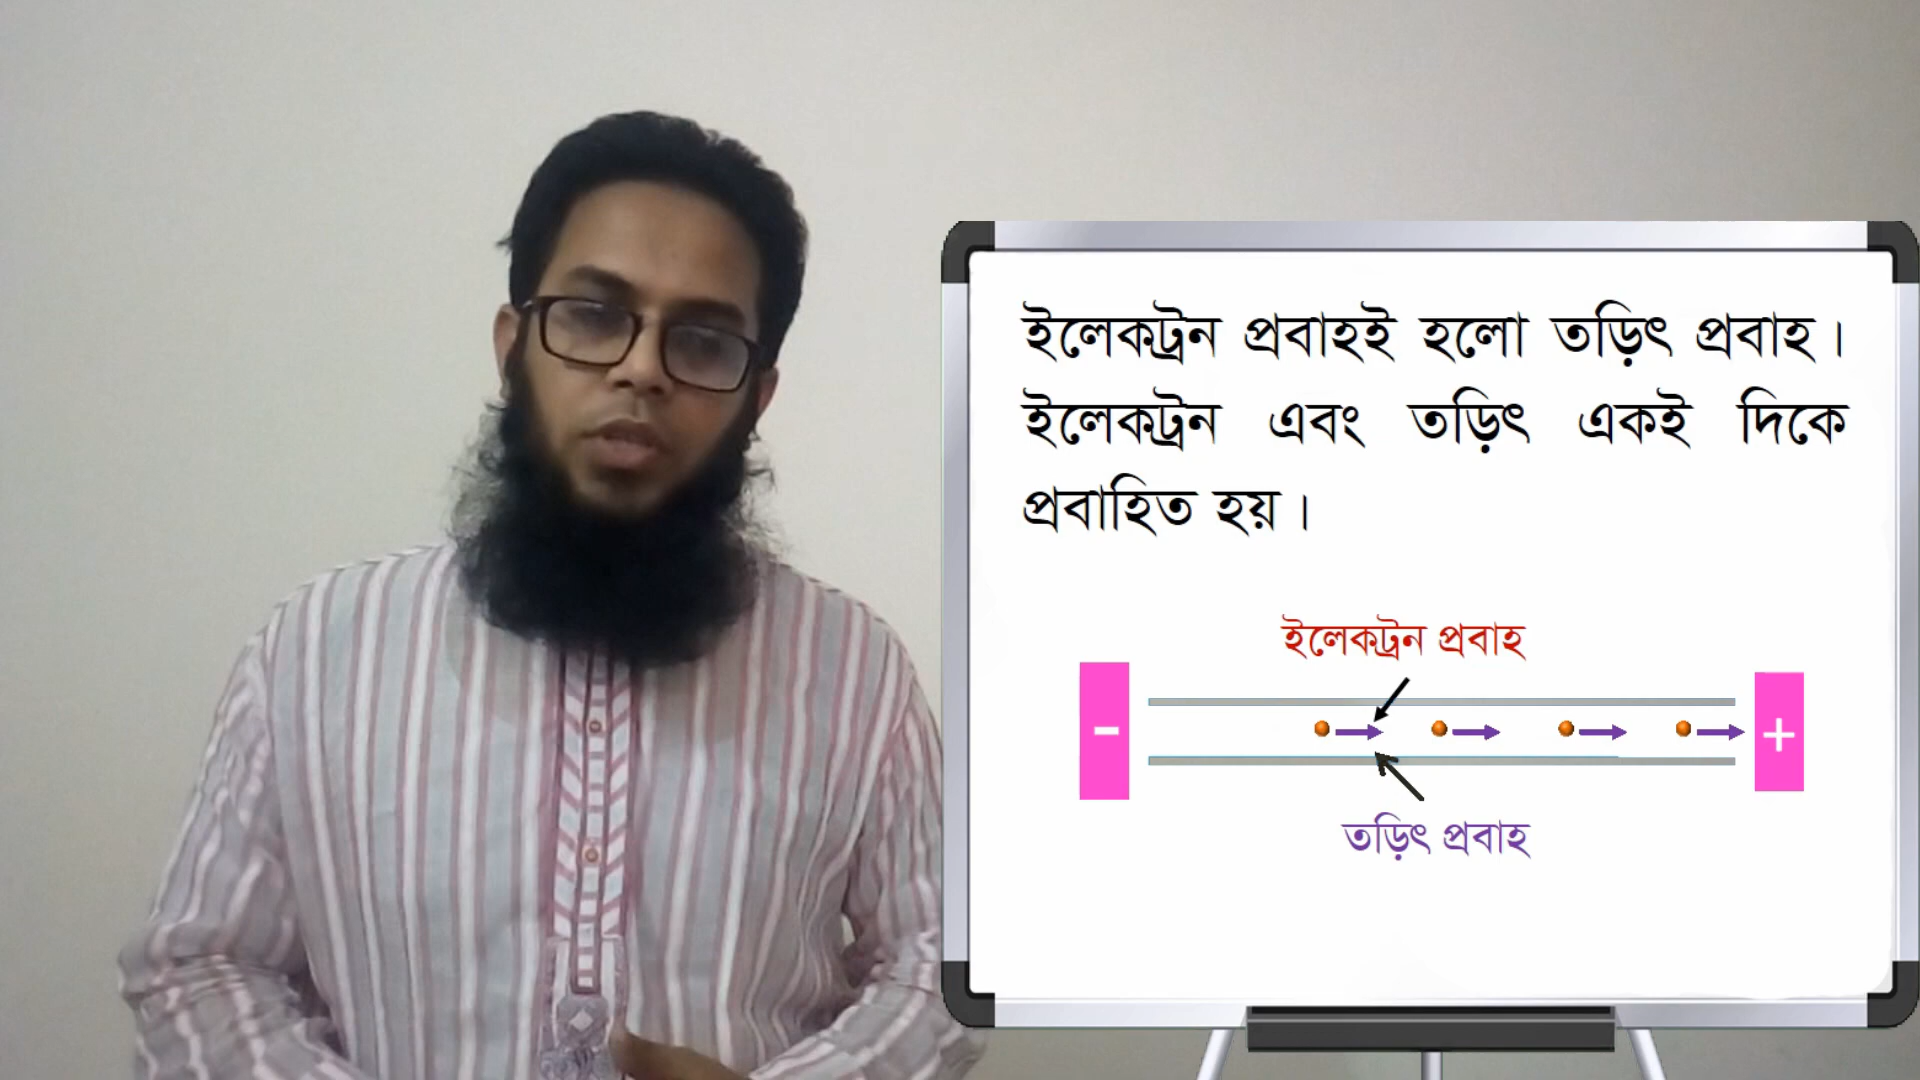 ইলেকট্রন প্রবাহই হলো তড়িৎ প্রবাহ।
ইলেকট্রন এবং তড়িৎ একই দিকে
প্রবাহিত হয়।
ইলেকট্রন প্রবাহ
-
+
তড়িৎ প্রবাহ